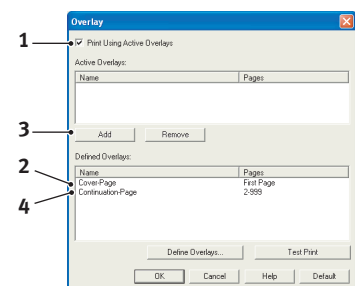 Overlay
1
Print Using Active Overlays
Active Overlays:
Name Pages
3
Add Remove
Defined Overlays:
2
Name Pages
Cover-Page First Page
4
Continuation-Page 2-999
Define Overlays... Test Print
OK Cancel Help Default